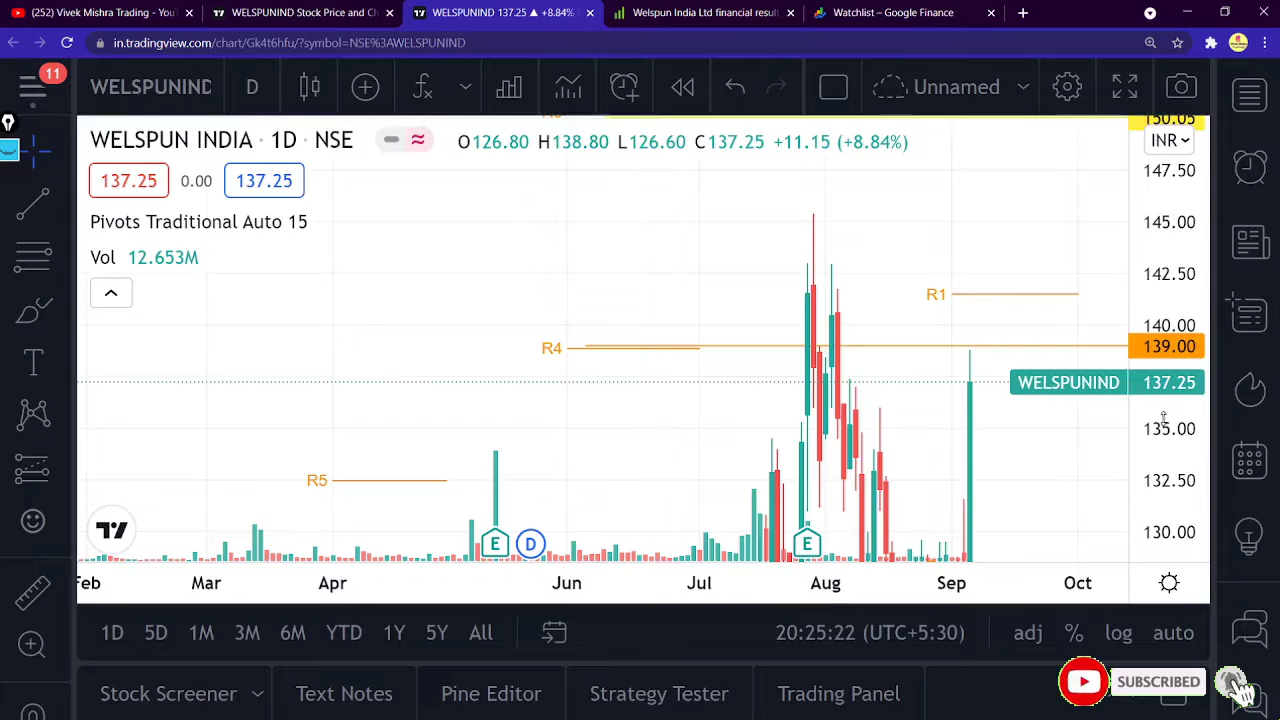 (252) Vivek Mishra Trading - You
WELSPUNIND Stock Price and Ch
WELSPUNIND 137.25 ▲ +8.84%
Welspun India Ltd financial result
Watchlist – Google Finance
in.tradingview.com/chart/Gk4t6hfu/?symbol=NSE%3AWELSPUNIND
11
WELSPUNIND
D
Unnamed
WELSPUN INDIA · 1D · NSE
O126.80 H138.80 L126.60 C137.25 +11.15 (+8.84%)
137.25 0.00 137.25
Pivots Traditional Auto 15
Vol 12.653M
150.05
INR
147.50
145.00
142.50
R1
140.00
R4
139.00
WELSPUNIND 137.25
135.00
R5
132.50
130.00
E D E
Feb Mar Apr Jun Jul Aug Sep Oct
1D 5D 1M 3M 6M YTD 1Y 5Y All
20:25:22 (UTC+5:30) adj % log auto
Stock Screener Text Notes Pine Editor Strategy Tester Trading Panel
SUBSCRIBED